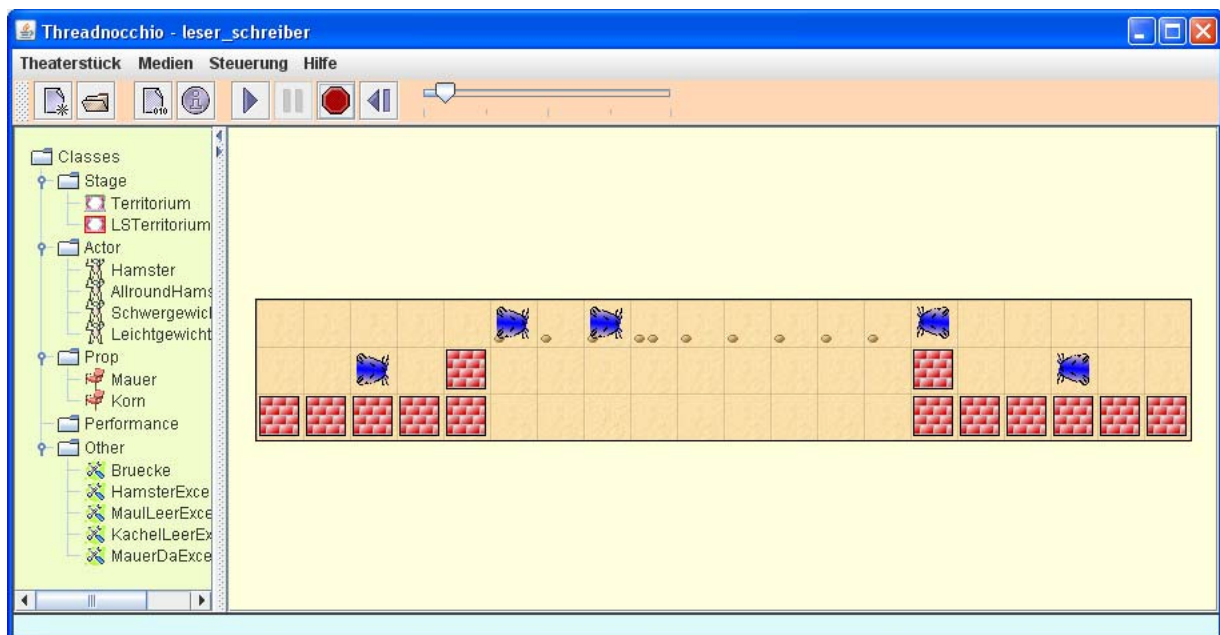 Threadnocchio - leser_schreiber
Theaterstück Medien Steuerung Hilfe
Classes
Stage
Territorium
LSTerritorium
Actor
Hamster
AllroundHams
Schwergewicl
Leichtgewicht
Prop
Mauer
Korn
Performance
Other
Bruecke
HamsterExce
MaulLeerExce
KachelLeerEx
MauerDaExce